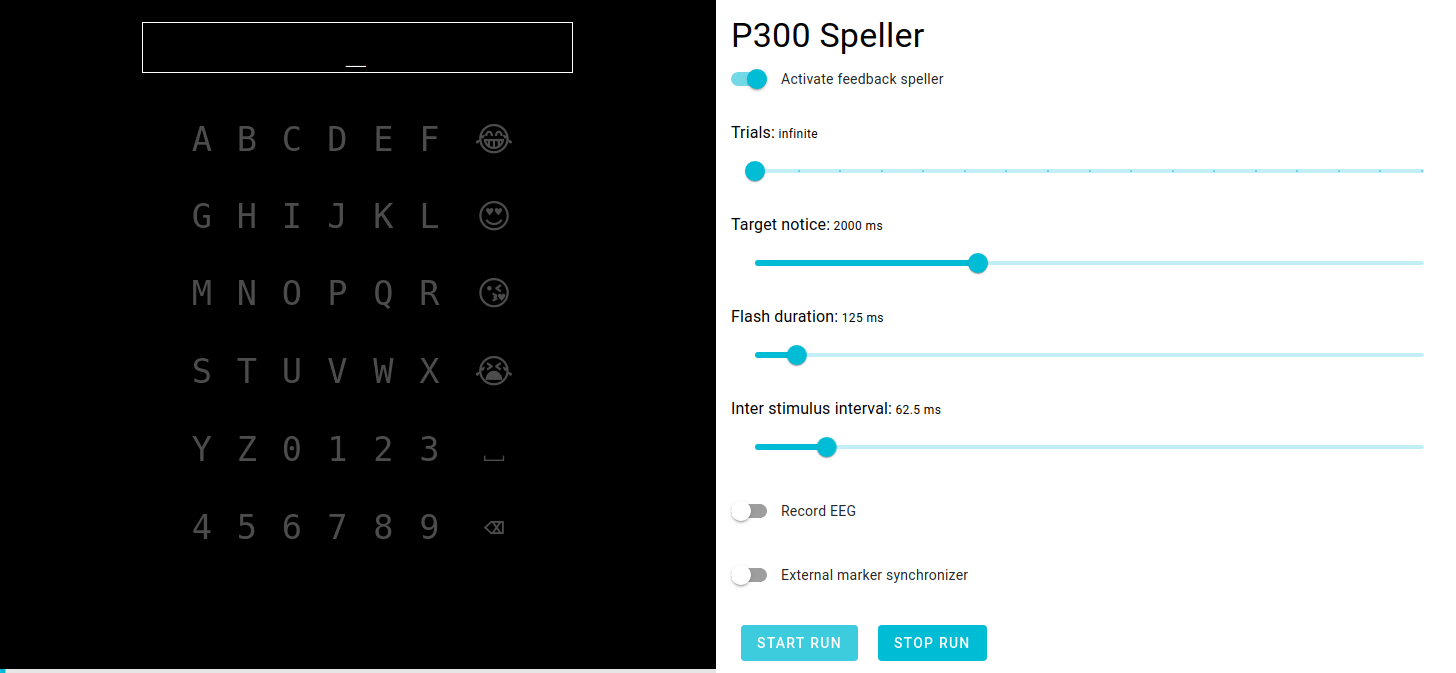 _
A B C D E F 😂
G H I J K L 😍
M N O P Q R 😘
S T U V W X 😭
Y Z 0 1 2 3 ⎵
4 5 6 7 8 9 ⌫
P300 Speller
Activate feedback speller
Trials: infinite
Target notice: 2000 ms
Flash duration: 125 ms
Inter stimulus interval: 62.5 ms
Record EEG
External marker synchronizer
START RUN STOP RUN